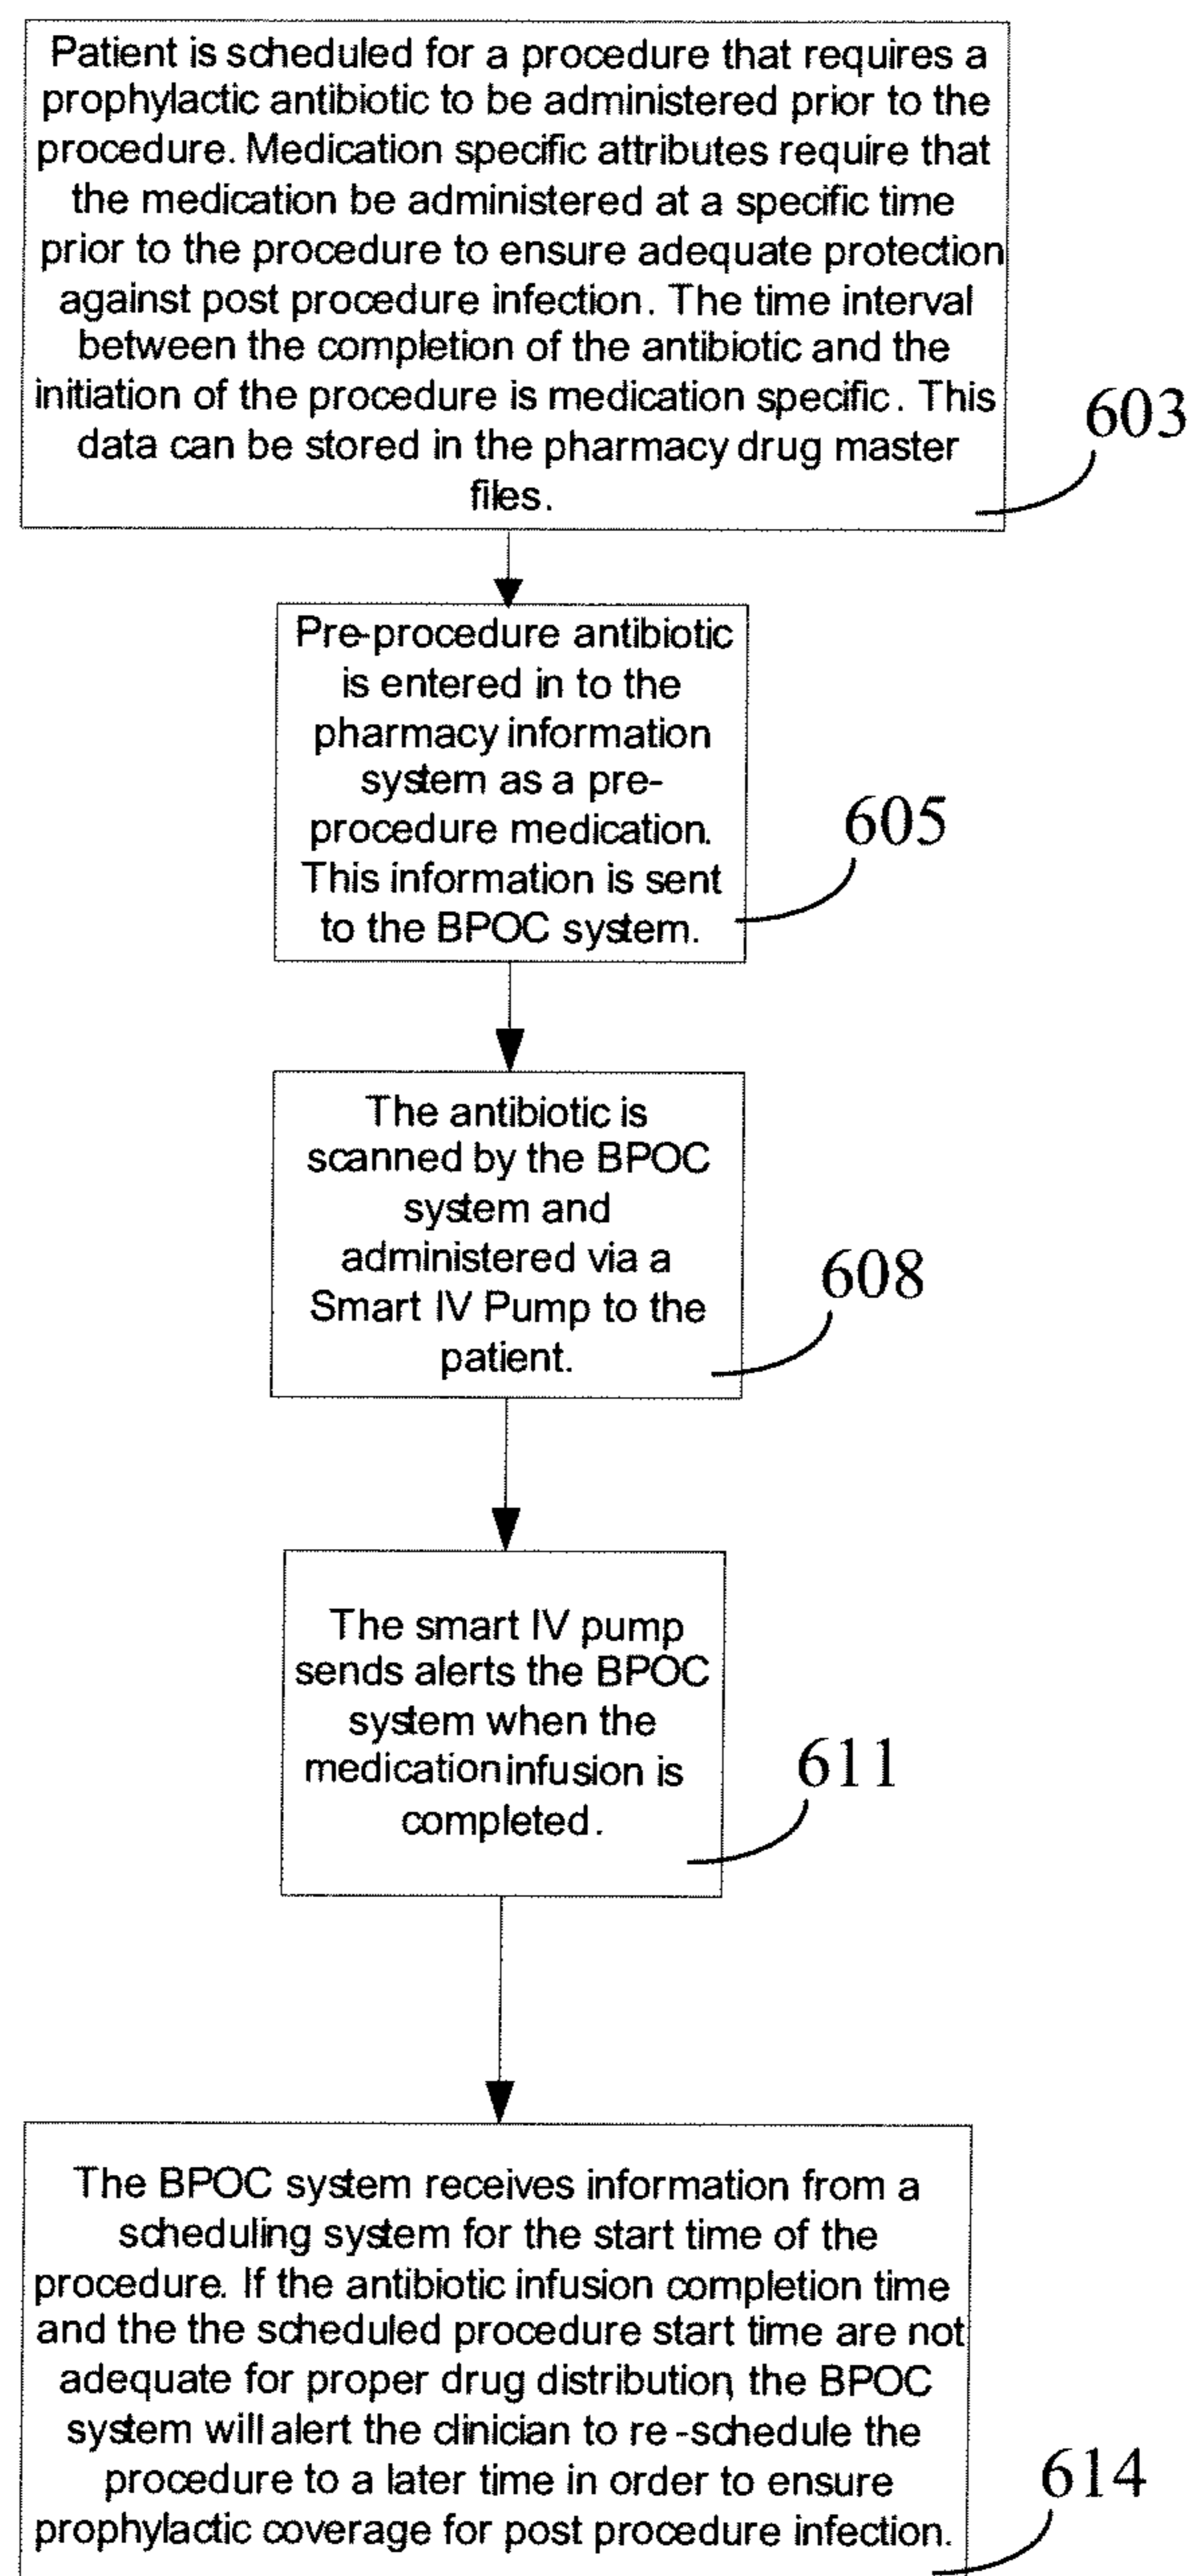 Patient is scheduled for a procedure that requires a
prophylactic antibiotic to be administered prior to the
procedure. Medication specific attributes require that
the medication be administered at a specific time
prior to the procedure to ensure adequate protection
against post procedure infection. The time interval
between the completion of the antibiotic and the
initiation of the procedure is medication specific. This
data can be stored in the pharmacy drug master
files.
603
Pre-procedure antibiotic
is entered in to the
pharmacy information
system as a pre-
procedure medication.
This information is sent
to the BPOC system.
605
The antibiotic is
scanned by the BPOC
system and
administered via a
Smart IV Pump to the
patient.
608
The smart IV pump
sends alerts the BPOC
system when the
medication infusion is
completed.
611
The BPOC system receives information from a
scheduling system for the start time of the
procedure. If the antibiotic infusion completion time
and the the scheduled procedure start time are not
adequate for proper drug distribution, the BPOC
system will alert the clinician to re-schedule the
procedure to a later time in order to ensure
prophylactic coverage for post procedure infection.
614